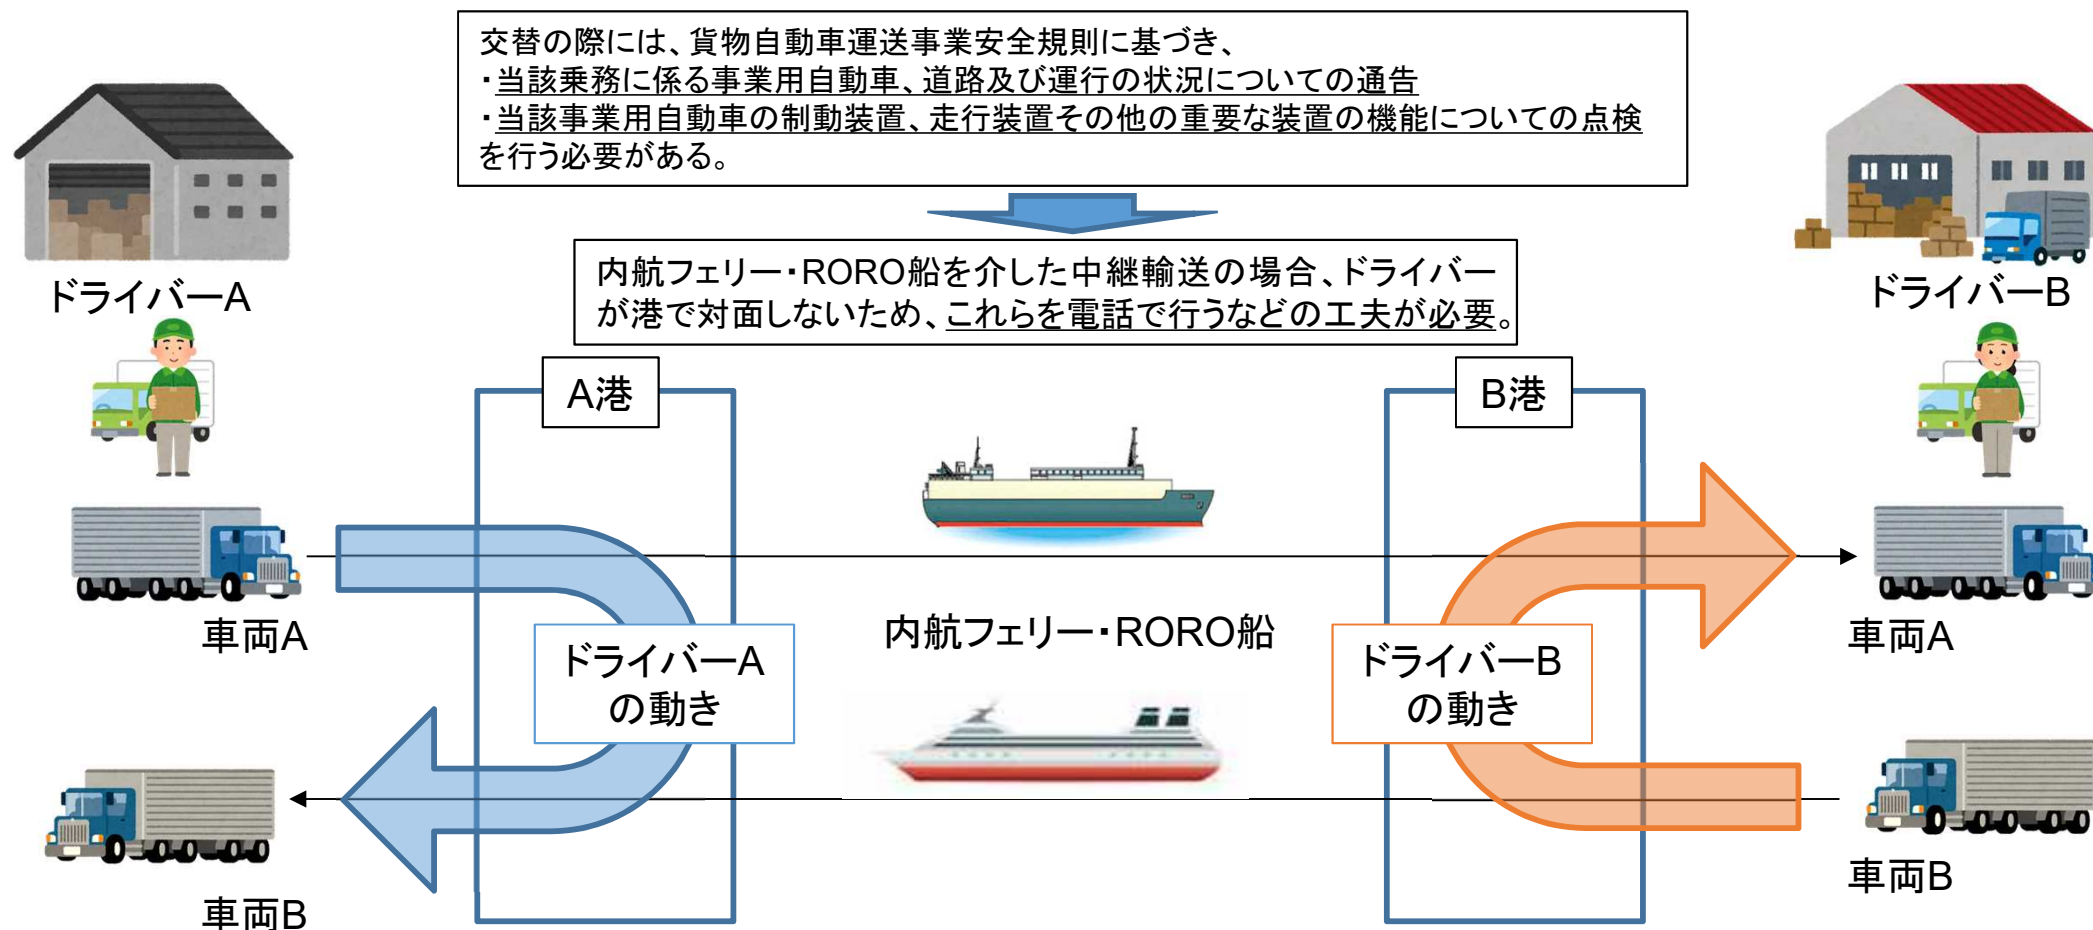 交替の際には、貨物自動車運送事業安全規則に基づき、
・当該乗務に係る事業用自動車、道路及び運行の状況についての通告
・当該事業用自動車の制動装置、走行装置その他の重要な装置の機能についての点検
を行う必要がある。
内航フェリー・RORO船を介した中継輸送の場合、ドライバー
が港で対面しないため、これらを電話で行うなどの工夫が必要。
ドライバーA
ドライバーB
A港
B港
車両A
内航フェリー・RORO船
車両A
ドライバーA
の動き
ドライバーB
の動き
車両B
車両B